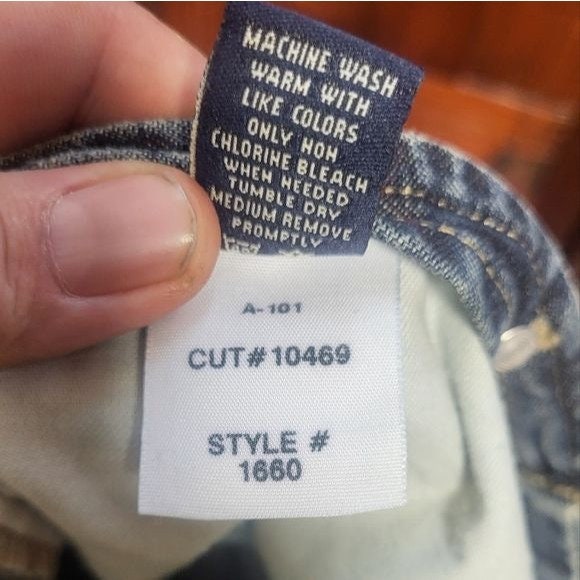 MACHINE WASH
WARM WITH
LIKE COLORS
ONLY NON
CHLORINE BLEACH
WHEN NEEDED
TUMBLE DRY
MEDIUM REMOVE
PROMPTLY
A-101
CUT# 10469
STYLE #
1660